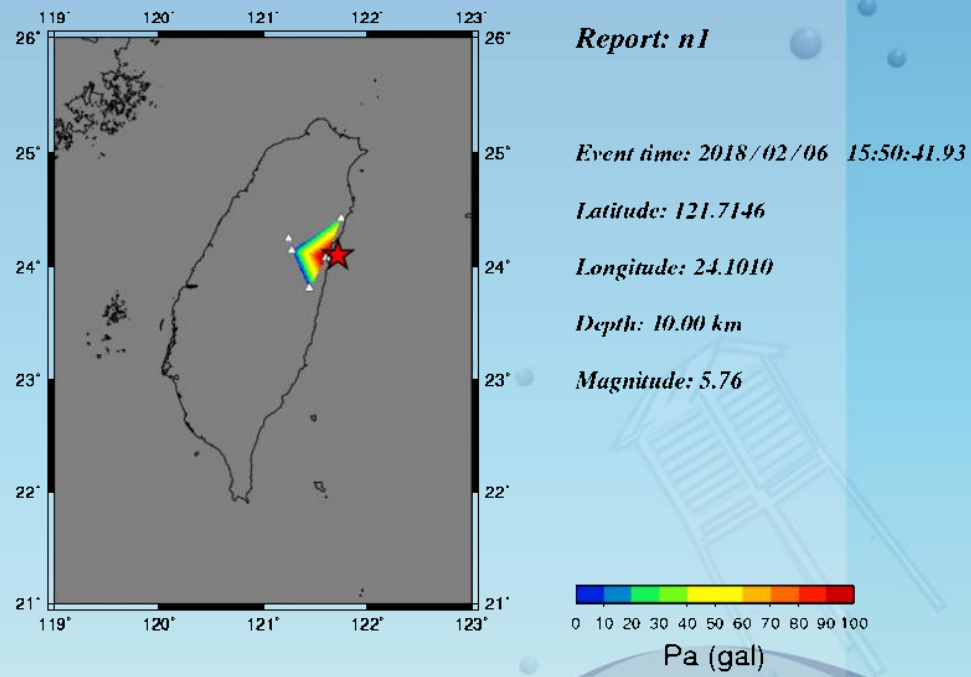 119° 120° 121° 122° 123°
26° 26°
25° 25°
24° 24°
23° 23°
22° 22°
21° 21°
119° 120° 121° 122° 123°
Report: n1
Event time: 2018/02/06 15:50:41.93
Latitude: 121.7146
Longitude: 24.1010
Depth: 10.00 km
Magnitude: 5.76
0 10 20 30 40 50 60 70 80 90 100
Pa (gal)